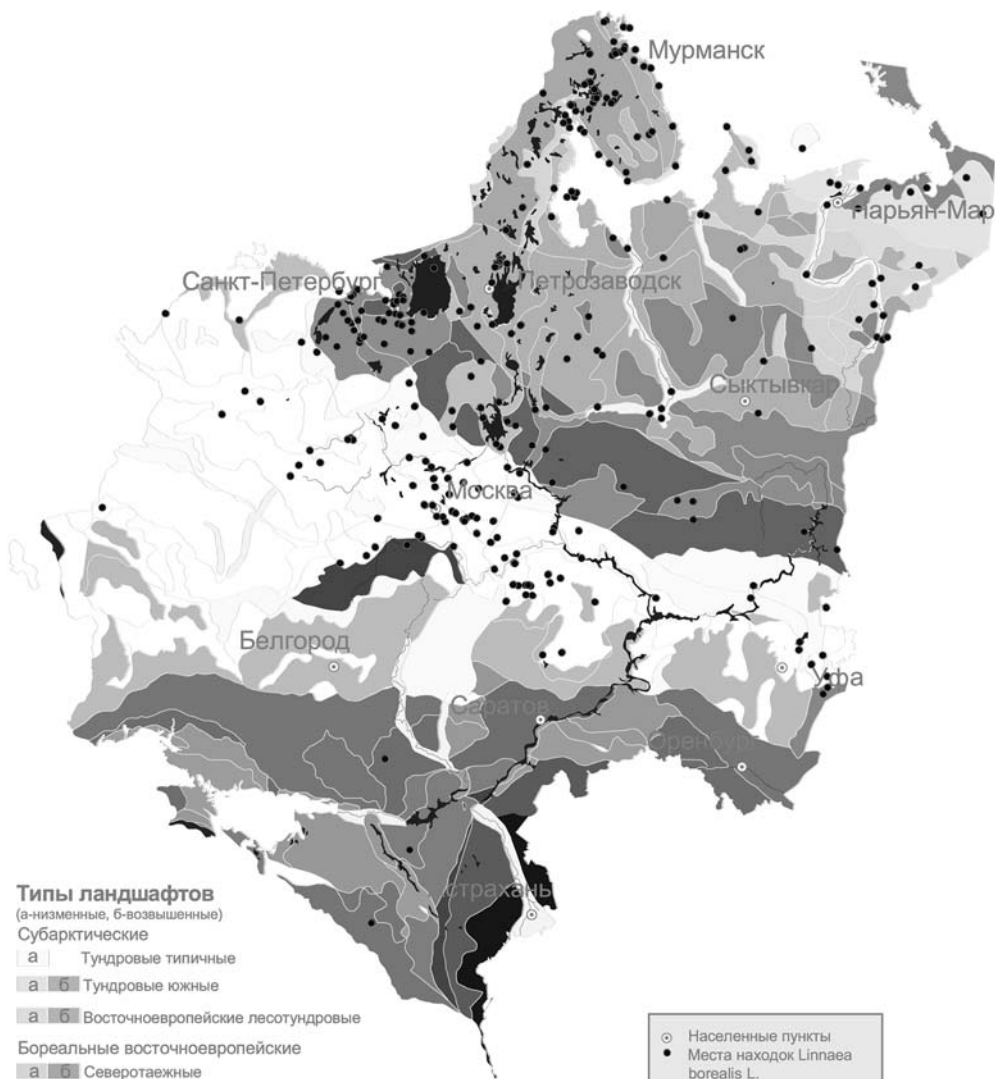 Мурманск
Нарьян-Мар
Санкт-Петербург
Петрозаводск
Сыктывкар
Москва
Белгород
Уфа
Саратов
Оренбург
страхань
Типы ландшафтов
(а-низменные, б-возвышенные)
Субарктические
а Тундровые типичные
а б Тундровые южные
а б Восточноевропейские лесотундровые
Бореальные восточноевропейские
а б Северотаежные
Населенные пункты
Места находок Linnaea
borealis L.